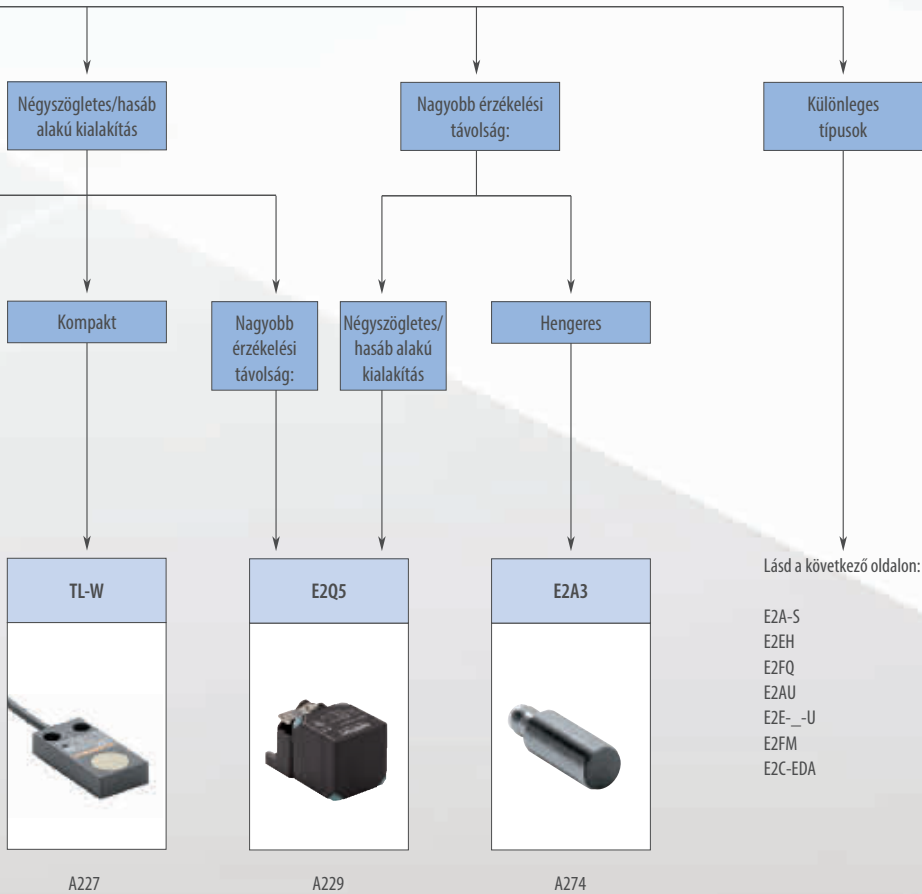 Négyszögletes/hasáb
alakú kialakítás
Nagyobb érzékelési
távolság:
Különleges
típusok
Kompakt
Nagyobb
érzékelési
távolság:
Négyszögletes/
hasáb alakú
kialakítás
Hengeres
TL-W
E2Q5
E2A3
Lásd a következő oldalon:
E2A-S
E2EH
E2FQ
E2AU
E2E-_-U
E2FM
E2C-EDA
A227
A229
A274